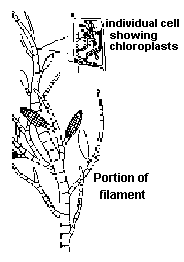 individual cell
showing
chloroplasts
Portion of
filament